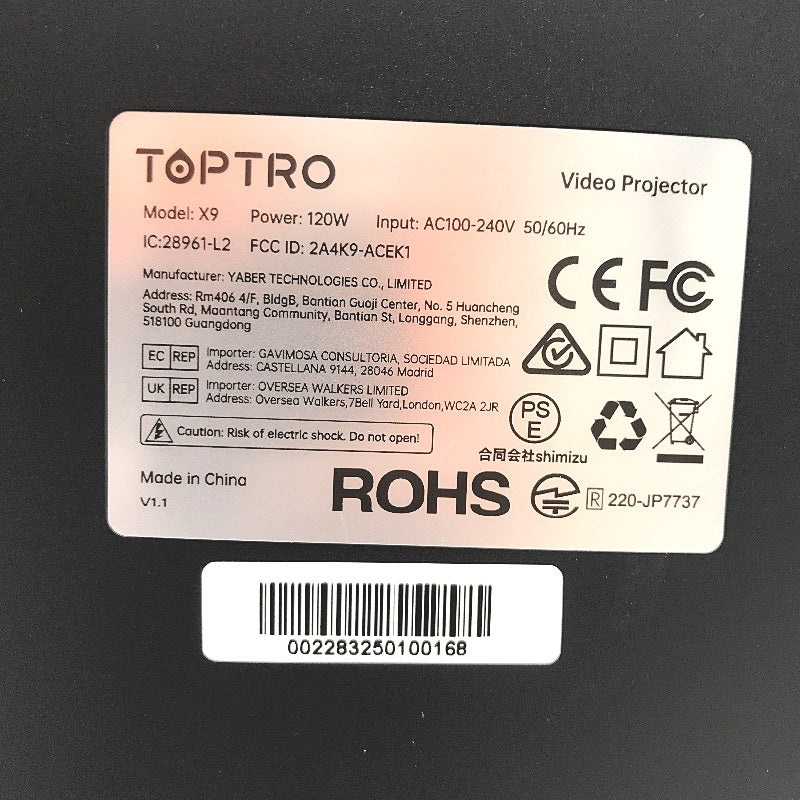 TOPTRO
Video Projector
Model: X9 Power: 120W Input: AC100-240V 50/60Hz
IC:28961-L2 FCC ID: 2A4K9-ACEK1
Manufacturer: YABER TECHNOLOGIES CO., LIMITED
Address: Rm406 4/F, BldgB, Bantian Guoji Center, No. 5 Huancheng
South Rd, Maantang Community, Bantian St, Longgang, Shenzhen,
518100 Guangdong
CE FC
EC REP Importer: GAVIMOSA CONSULTORIA, SOCIEDAD LIMITADA
Address: CASTELLANA 9144, 28046 Madrid
UK REP Importer: OVERSEA WALKERS LIMITED
Address: Oversea Walkers,7Bell Yard,London,WC2A 2JR
PS
E
合同会社shimizu
Caution: Risk of electric shock. Do not open!
Made in China
V1.1
ROHS
R 220-JP7737
002283250100168